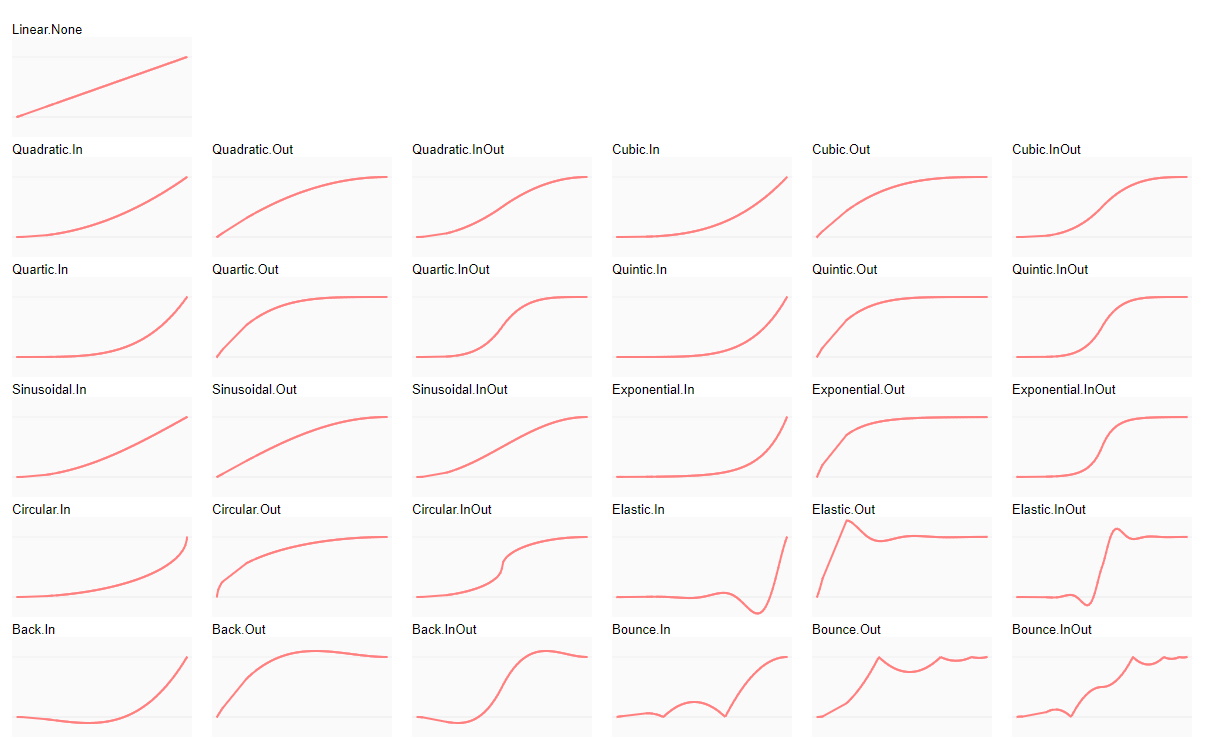 Linear.None
Quadratic.In Quadratic.Out Quadratic.InOut Cubic.In Cubic.Out Cubic.InOut
Quartic.In Quartic.Out Quartic.InOut Quintic.In Quintic.Out Quintic.InOut
Sinusoidal.In Sinusoidal.Out Sinusoidal.InOut Exponential.In Exponential.Out Exponential.InOut
Circular.In Circular.Out Circular.InOut Elastic.In Elastic.Out Elastic.InOut
Back.In Back.Out Back.InOut Bounce.In Bounce.Out Bounce.InOut